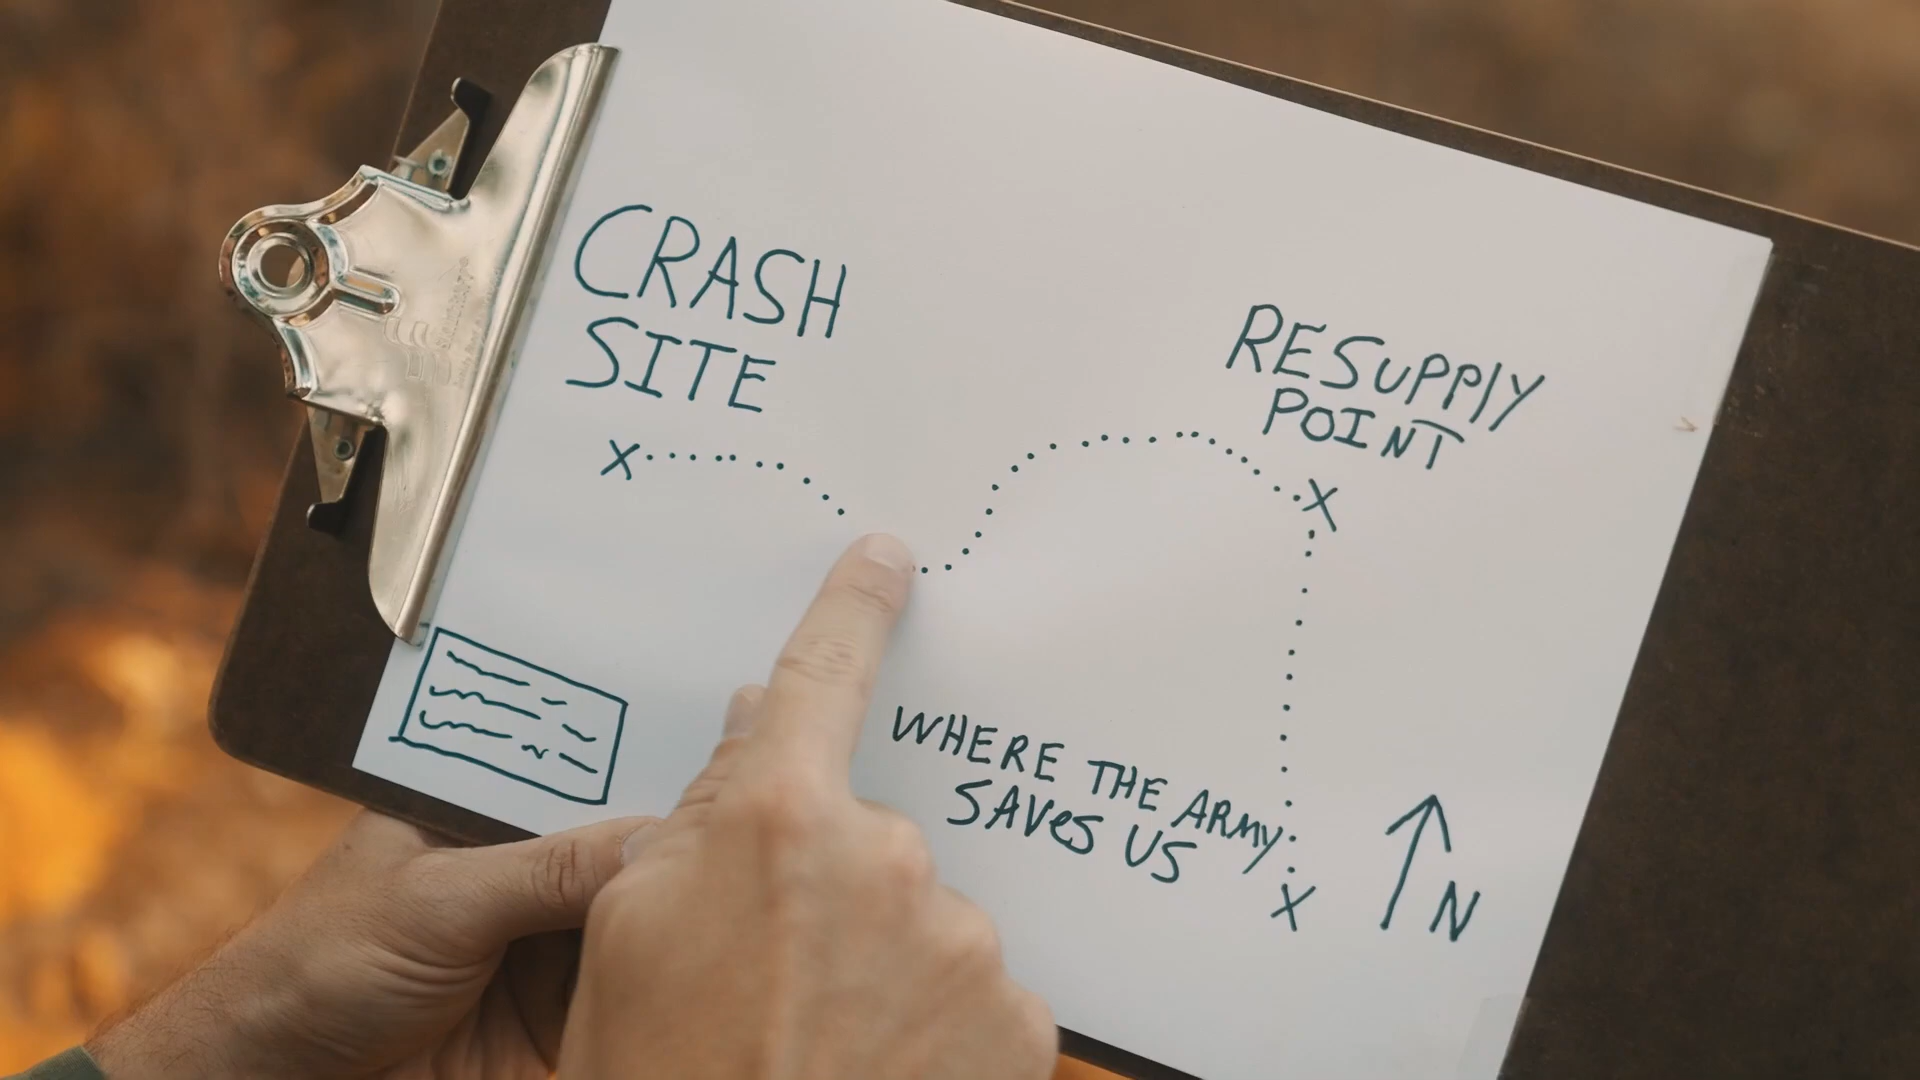 CRASH
SITE
X
RESUPPLY
POINT
X
WHERE THE ARMY
SAVES US
X
N